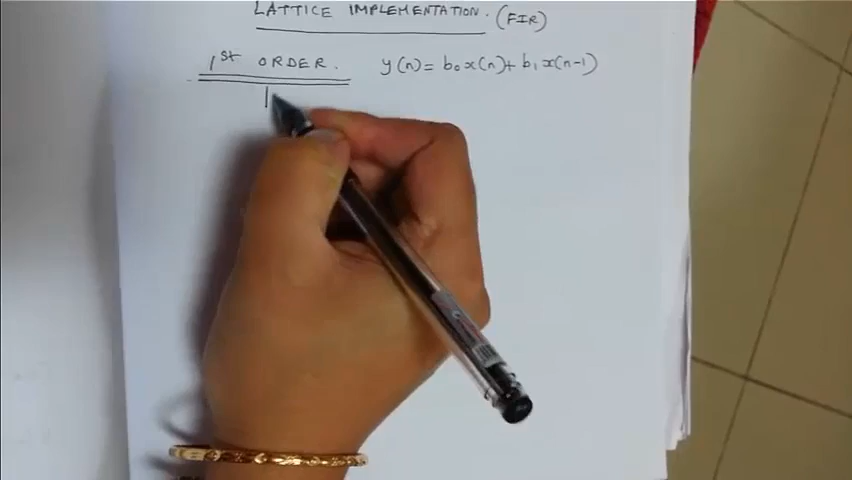 LATTICE IMPLEMENTATION. (FIR)
1st ORDER. y(n) = b₀x(n) + b₁x(n-1)